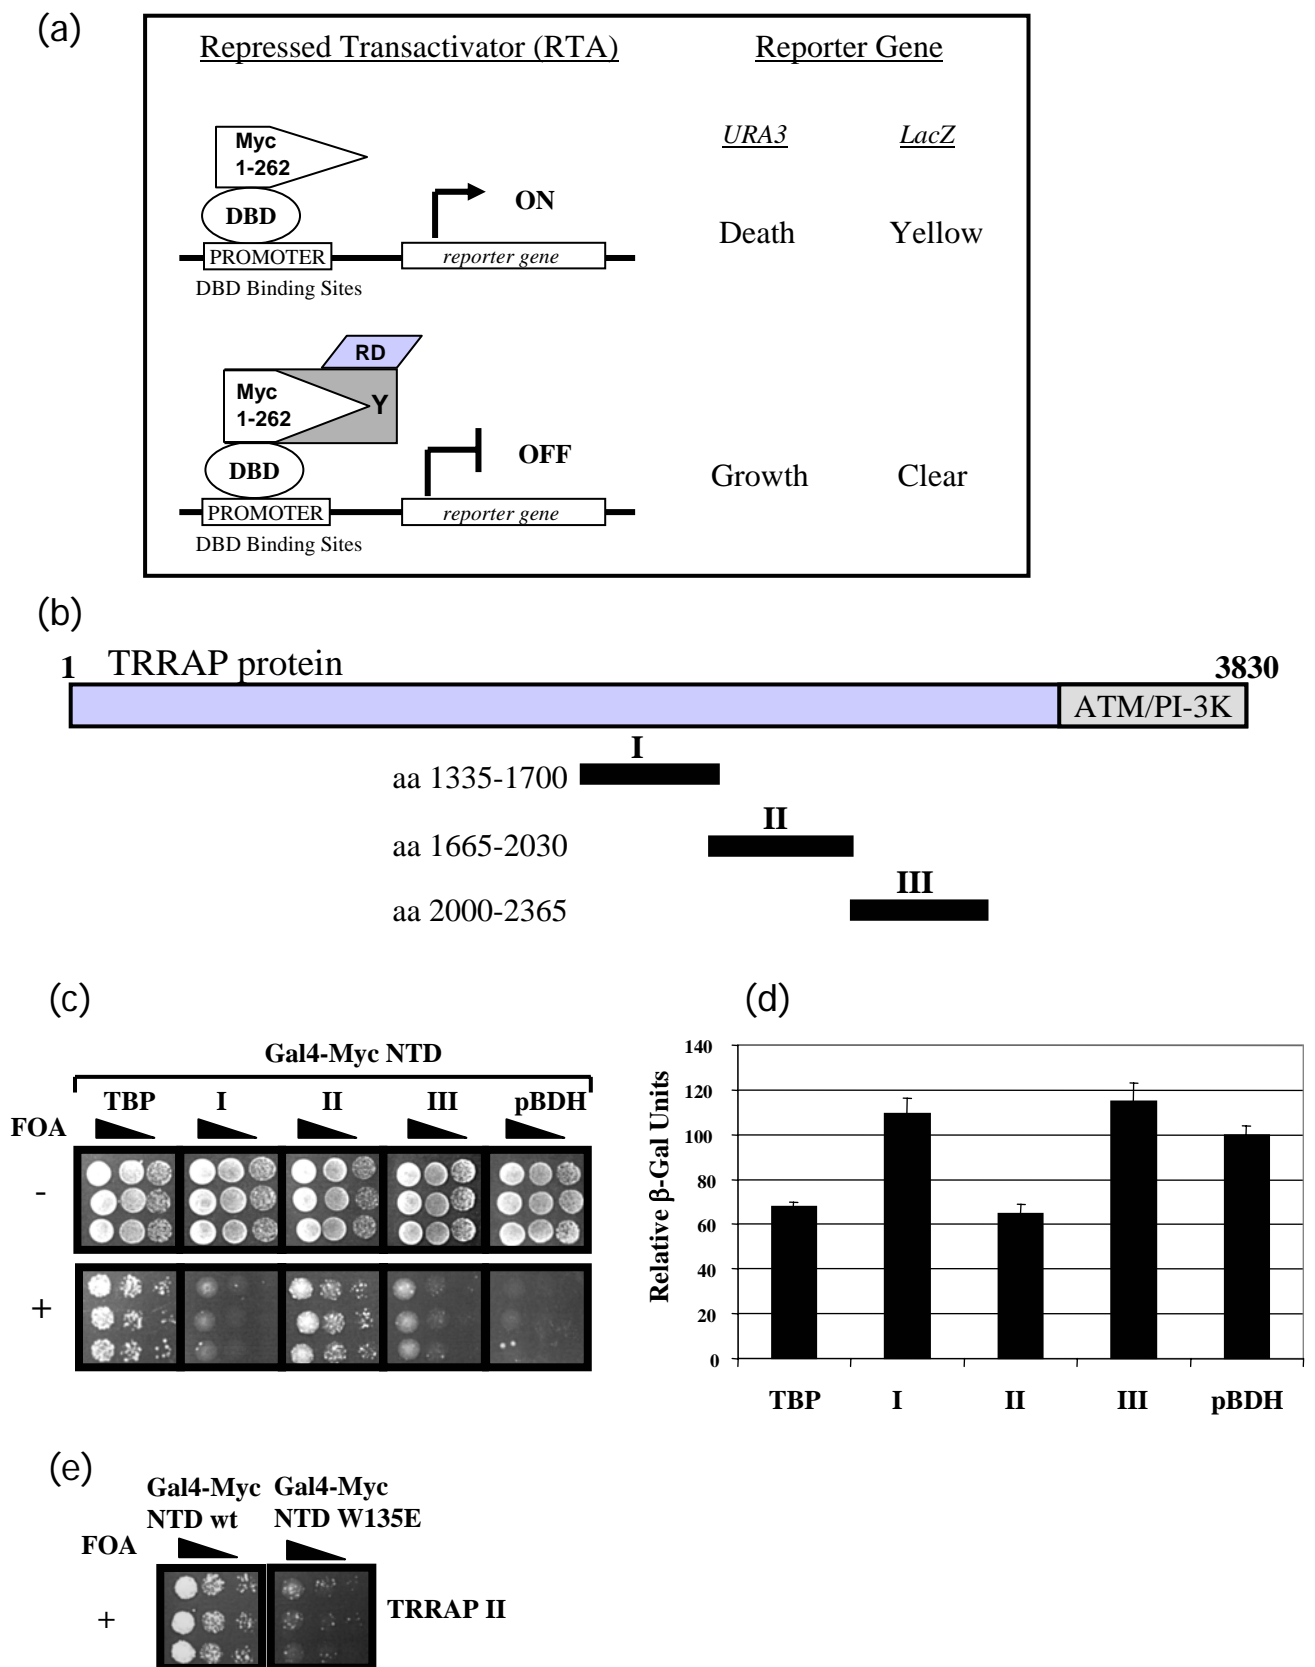 (a)
Repressed Transactivator (RTA)
Reporter Gene
URA3
LacZ
Myc
1-262
DBD
ON
PROMOTER
reporter gene
DBD Binding Sites
Death
Yellow
RD
Myc
1-262
Y
DBD
OFF
PROMOTER
reporter gene
DBD Binding Sites
Growth
Clear
(b)
1
TRRAP protein
3830
ATM/PI-3K
I
aa 1335-1700
II
aa 1665-2030
III
aa 2000-2365
(c)
Gal4-Myc NTD
TBP
I
II
III
pBDH
FOA
-
+
(d)
Relative β-Gal Units
140
120
100
80
60
40
20
0
TBP
I
II
III
pBDH
(e)
Gal4-Myc
NTD wt
Gal4-Myc
NTD W135E
FOA
+
TRRAP II